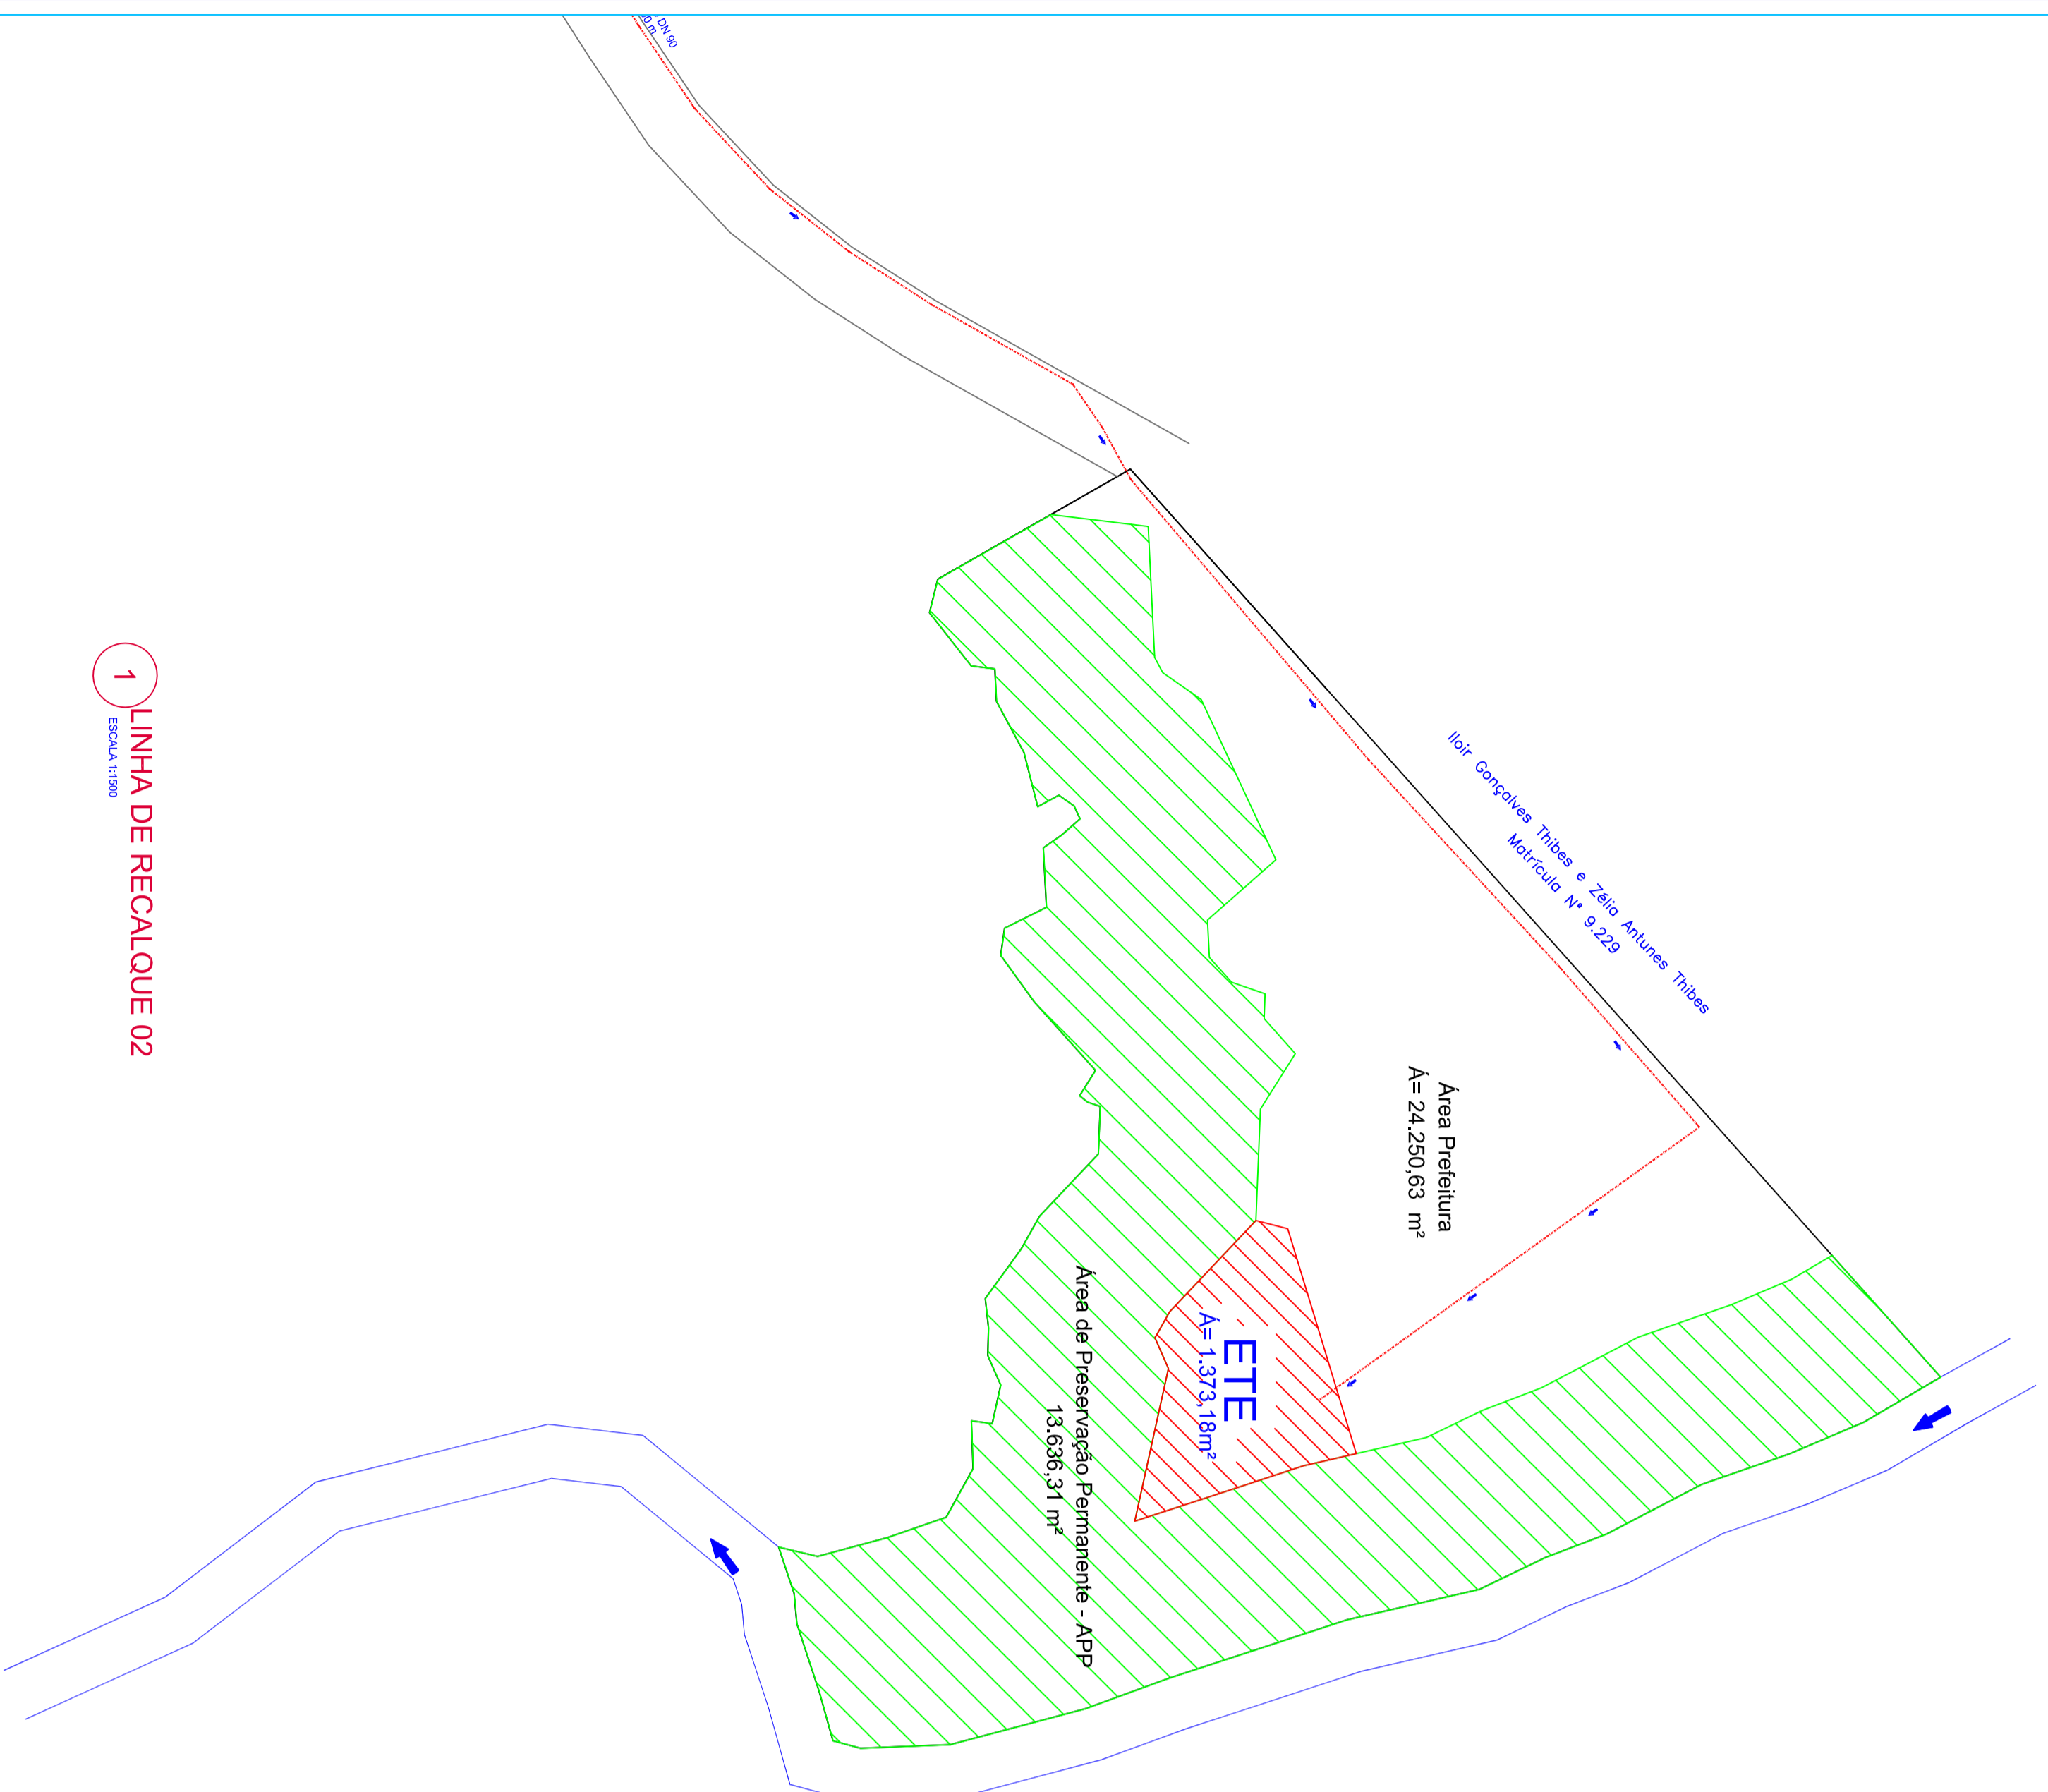 DN 90
1
LINHA DE RECALQUE 02
ESCALA 1:1500
Iloir Gonçalves Thibes e Zélia Antunes Thibes
Matrícula N° 9.229
Área Prefeitura
Á= 24.250,63 m²
ETE
Á= 1.373,18m²
Área de Preservação Permanente - APP
13.636,31 m²